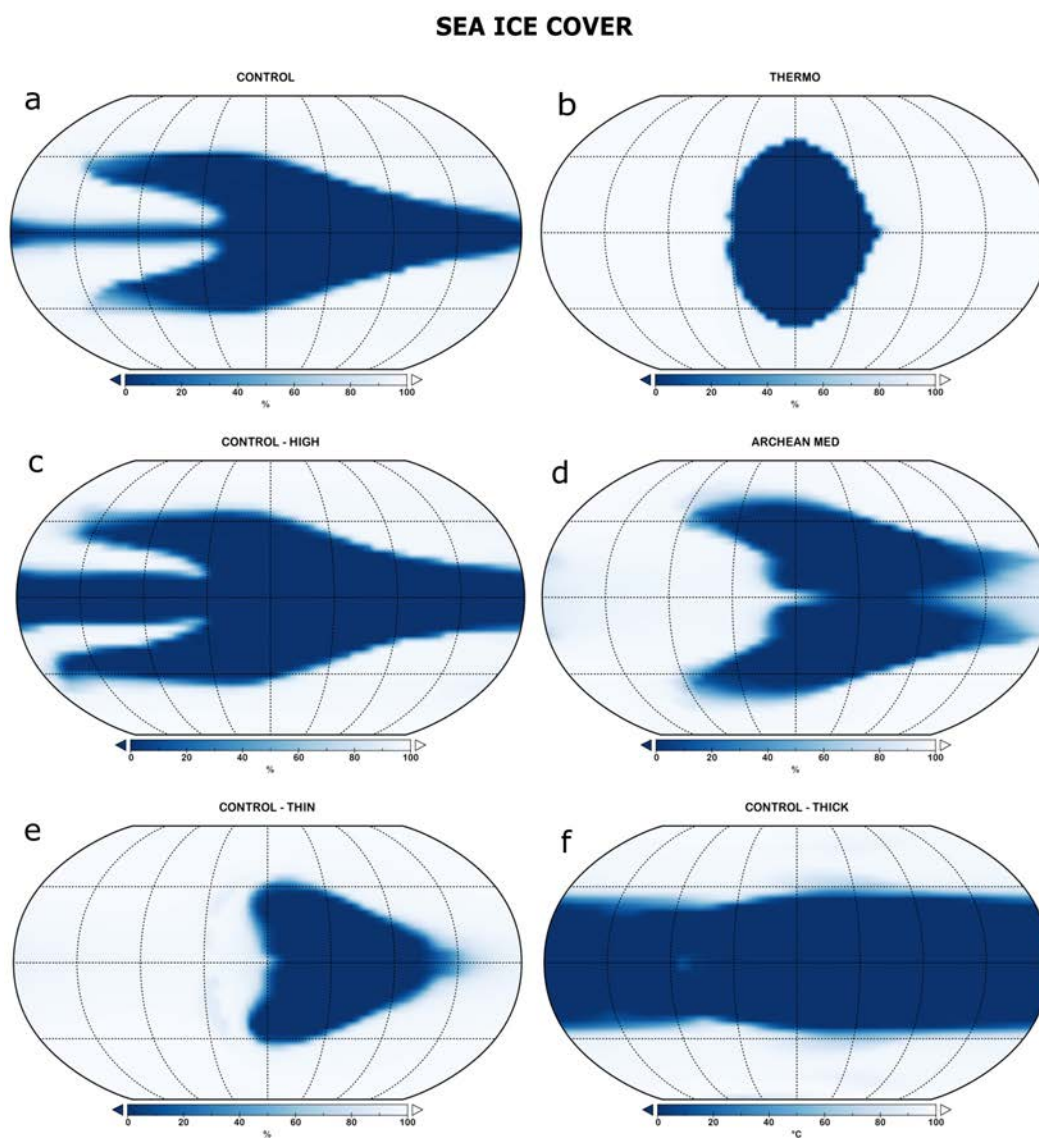 SEA ICE COVER
a
CONTROL
0 20 40 60 80 100
%
b
THERMO
0 20 40 60 80 100
%
c
CONTROL - HIGH
0 20 40 60 80 100
%
d
ARCHEAN MED
0 20 40 60 80 100
%
e
CONTROL - THIN
0 20 40 60 80 100
%
f
CONTROL - THICK
0 20 40 60 80 100
°C